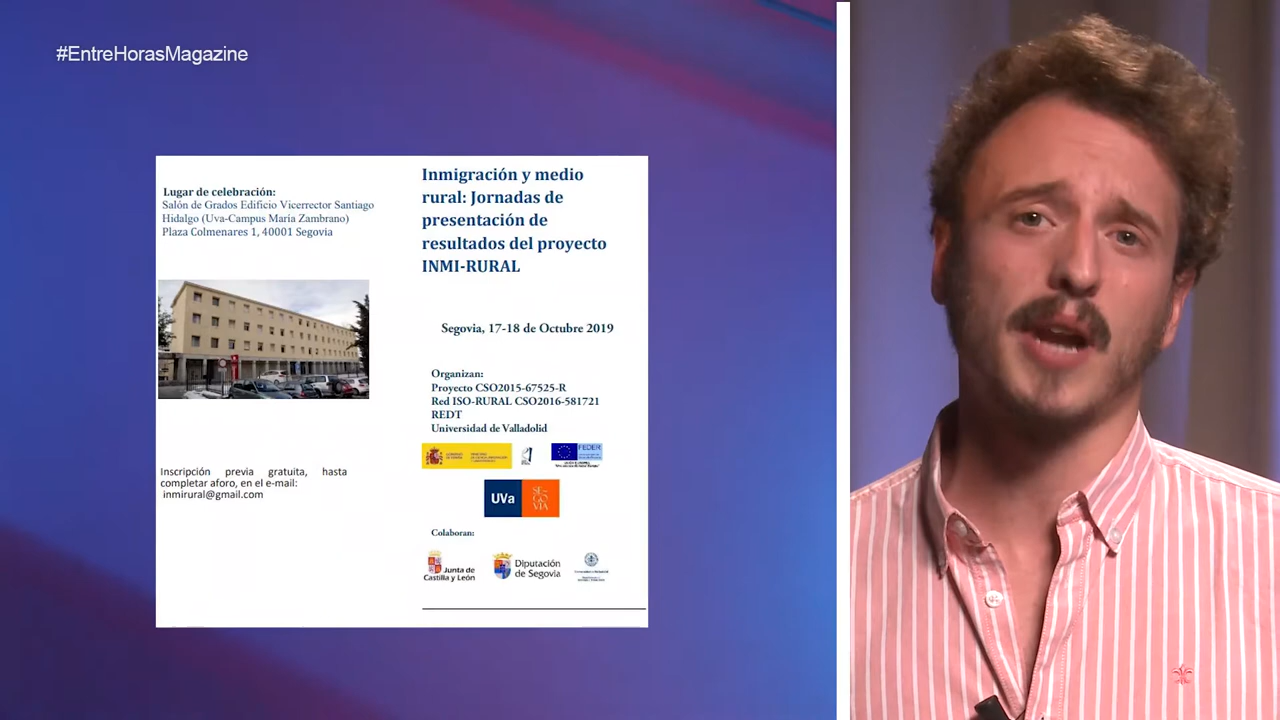 #EntreHorasMagazine
Lugar de celebración:
Salón de Grados Edificio Vicerrector Santiago
Hidalgo (Uva-Campus María Zambrano)
Plaza Colmenares 1, 40001 Segovia
Inscripción previa gratuita, hasta
completar aforo, en el e-mail:
inmirural@gmail.com
Inmigración y medio
rural: Jornadas de
presentación de
resultados del proyecto
INMI-RURAL
Segovia, 17-18 de Octubre 2019
Organizan:
Proyecto CSO2015-67525-R
Red ISO-RURAL CSO2016-581721
REDT
Universidad de Valladolid
FEDER
UVa
SE-
GO
VIA
Colaboran:
Junta de
Castilla y León
Diputación
de Segovia